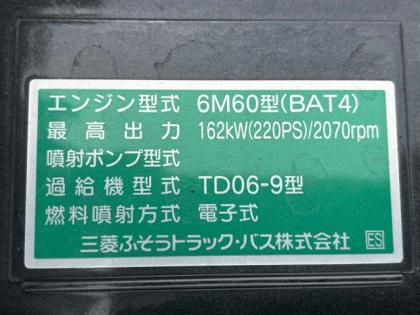 エンジン型式 6M60型(BAT4)
最高出力 162kW(220PS)/2070rpm
噴射ポンプ型式
過給機型式 TD06-9型
燃料噴射方式 電子式
三菱ふそうトラック・バス株式会社 ES